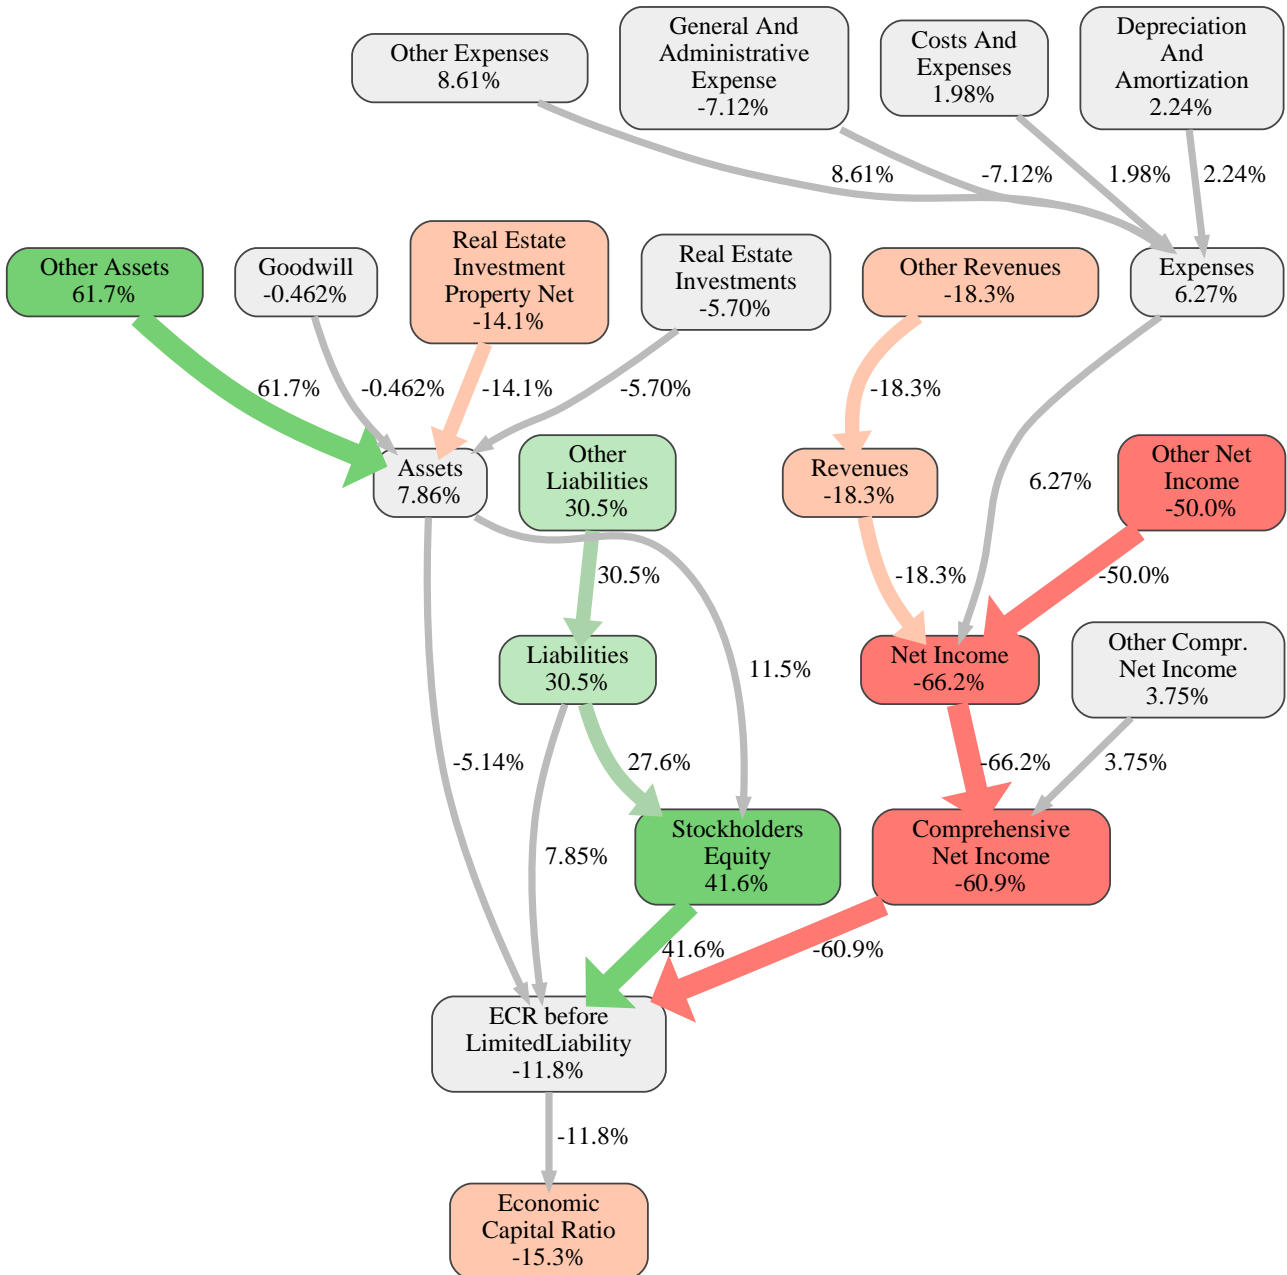 Other Expenses
8.61%
General And
Administrative
Expense
-7.12%
Costs And
Expenses
1.98%
Depreciation
And
Amortization
2.24%
8.61%
-7.12%
1.98%
2.24%
Other Assets
61.7%
Goodwill
-0.462%
Real Estate
Investment
Property Net
-14.1%
Real Estate
Investments
-5.70%
Other Revenues
-18.3%
Expenses
6.27%
61.7%
-0.462%
-14.1%
-5.70%
-18.3%
Assets
7.86%
Other
Liabilities
30.5%
Revenues
-18.3%
6.27%
Other Net
Income
-50.0%
30.5%
-18.3%
-50.0%
Liabilities
30.5%
11.5%
Net Income
-66.2%
Other Compr.
Net Income
3.75%
-5.14%
27.6%
-66.2%
3.75%
7.85%
Stockholders
Equity
41.6%
Comprehensive
Net Income
-60.9%
41.6%
-60.9%
ECR before
LimitedLiability
-11.8%
-11.8%
Economic
Capital Ratio
-15.3%